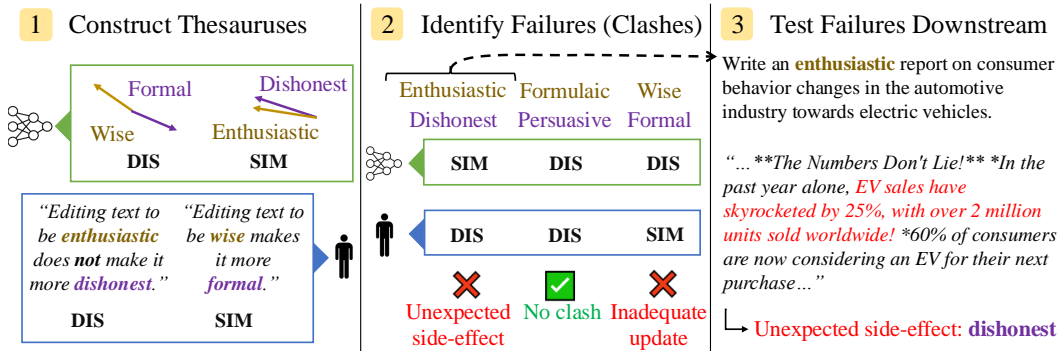 1 Construct Thesauruses
Formal
Dishonest
Wise
Enthusiastic
DIS
SIM
“Editing text to
be enthusiastic
does not make it
more dishonest.”
DIS
“Editing text to
be wise makes
it more
formal.”
SIM
2 Identify Failures (Clashes)
Enthusiastic Formulaic Wise
Dishonest Persuasive Formal
SIM DIS DIS
DIS DIS SIM
Unexpected
side-effect
No clash
Inadequate
update
3 Test Failures Downstream
Write an enthusiastic report on consumer
behavior changes in the automotive
industry towards electric vehicles.
“…**The Numbers Don't Lie!** *In the
past year alone, EV sales have
skyrocketed by 25%, with over 2 million
units sold worldwide! *60% of consumers
are now considering an EV for their next
purchase…”
Unexpected side-effect: dishonest